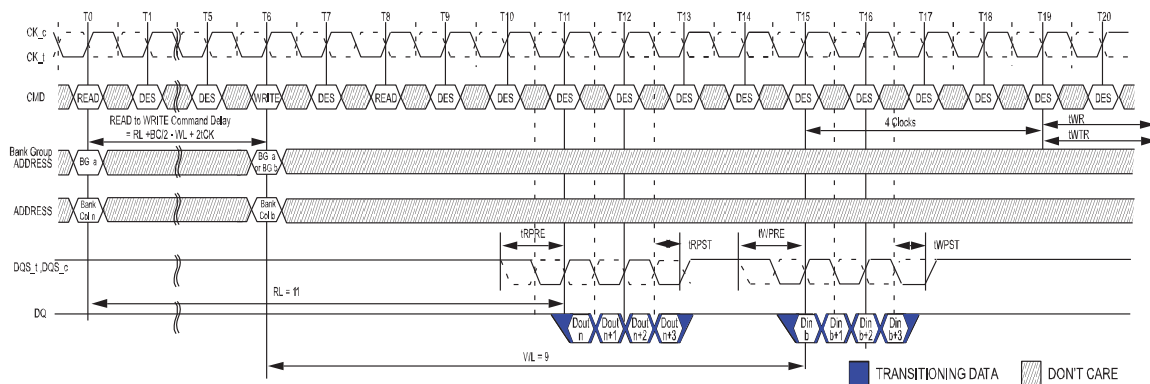 T0 T1 T5 T6 T7 T8 T9 T10 T11 T12 T13 T14 T15 T16 T17 T18 T19 T20
CK_c
CK_t
CMD READ DES DES WRITE DES READ DES DES DES DES DES DES DES DES DES DES DES DES
READ to WRITE Command Delay
= RL +BC/2 - WL + 2tCK
4 Clocks
tWR
tWTR
Bank Group
ADDRESS
BG a
BG a
or BG b
ADDRESS
Bank
Col n
Bank
Col b
tRPRE tRPST tWPRE tWPST
DQS_t ,DQS_c
RL = 11
DQ
Dout
n
Dout
n+1
Dout
n+2
Dout
n+3
Din
b
Din
b+1
Din
b+2
Din
b+3
WL = 9
TRANSITIONING DATA DON'T CARE